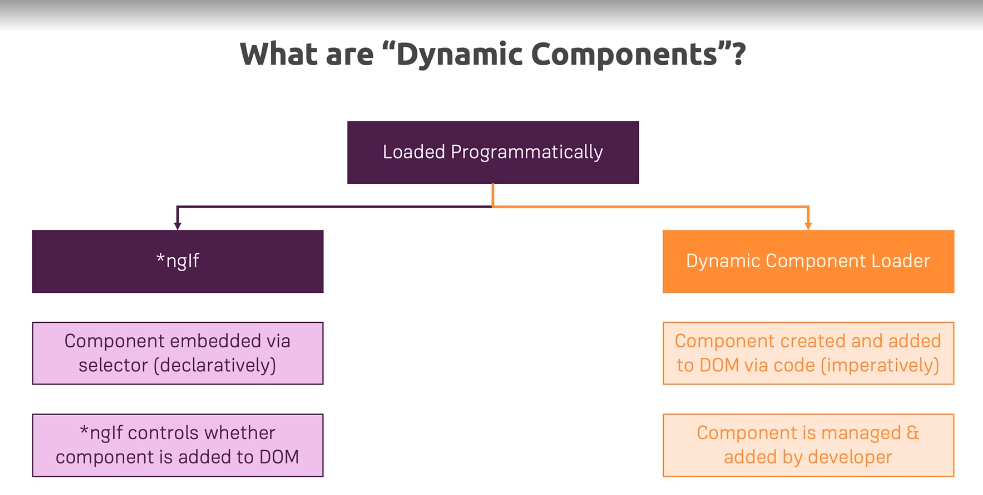 What are “Dynamic Components”?
Loaded Programmatically
*ngIf
Dynamic Component Loader
Component embedded via
selector (declaratively)
Component created and added
to DOM via code (imperatively)
*ngIf controls whether
component is added to DOM
Component is managed &
added by developer